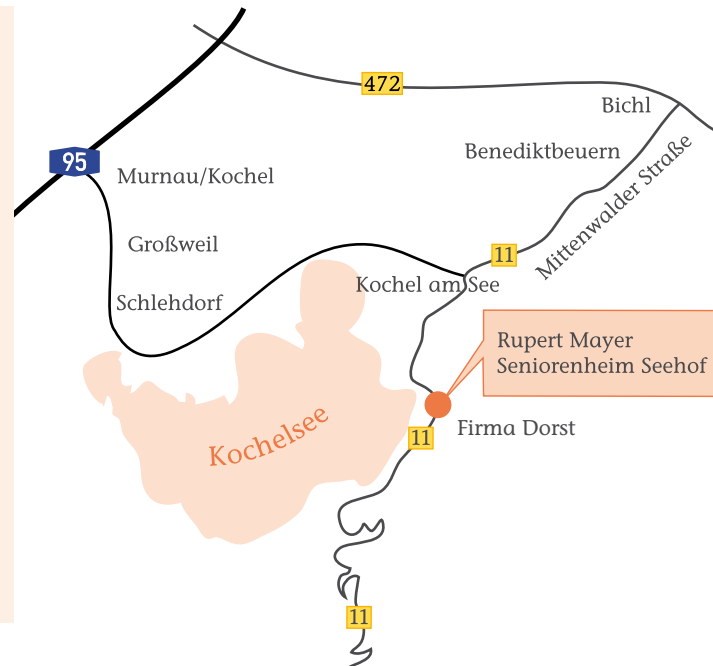 472
Bichl
Benediktbeuern
95
Murnau/Kochel
Mittenwalder Straße
Großweil
11
Kochel am See
Schlehdorf
Rupert Mayer
Seniorenheim Seehof
Kochelsee
Firma Dorst
11
11